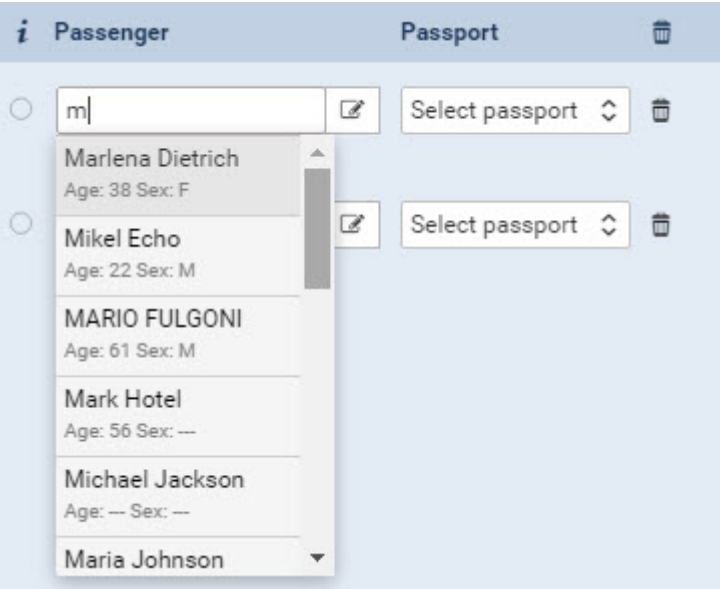 i Passenger Passport
m
Select passport
Marlena Dietrich
Age: 38 Sex: F
Mikel Echo
Select passport
Age: 22 Sex: M
MARIO FULGONI
Age: 61 Sex: M
Mark Hotel
Age: 56 Sex: ---
Michael Jackson
Age: --- Sex: ---
Maria Johnson